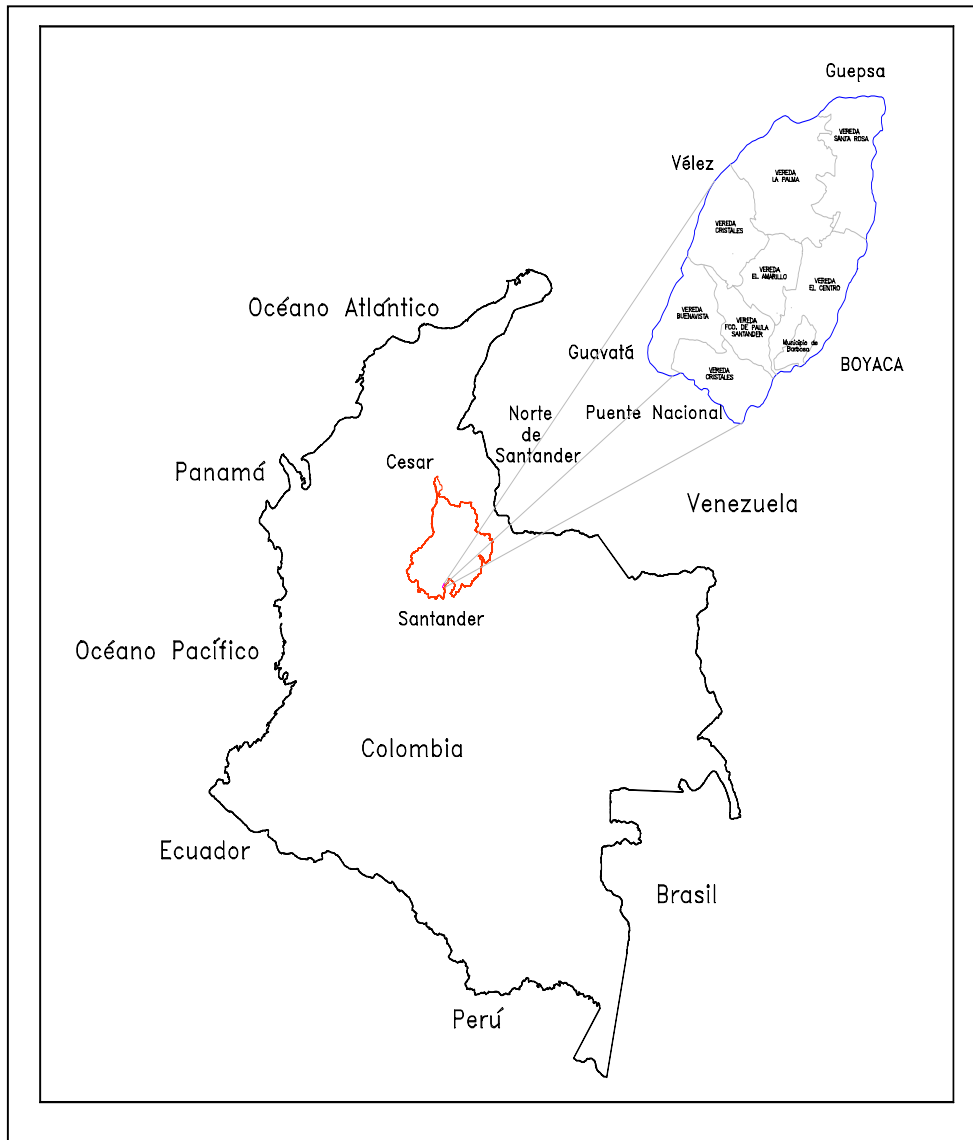 Guepsa
VEREDA
SANTA ROSA
Vélez
VEREDA
LA PALMA
VEREDA
CRISTALES
VEREDA
EL AMARILLO
VEREDA
EL CENTRO
Océano Atlántico
VEREDA
BUENAVISTA
VEREDA
FCO. DE PAULA
SANTANDER
Municipio de
Barbosa
Guavatá
BOYACA
VEREDA
CRISTALES
Norte
de
Santander
Puente Nacional
Cesar
Panamá
Venezuela
Santander
Océano Pacífico
Colombia
Ecuador
Brasil
Perú